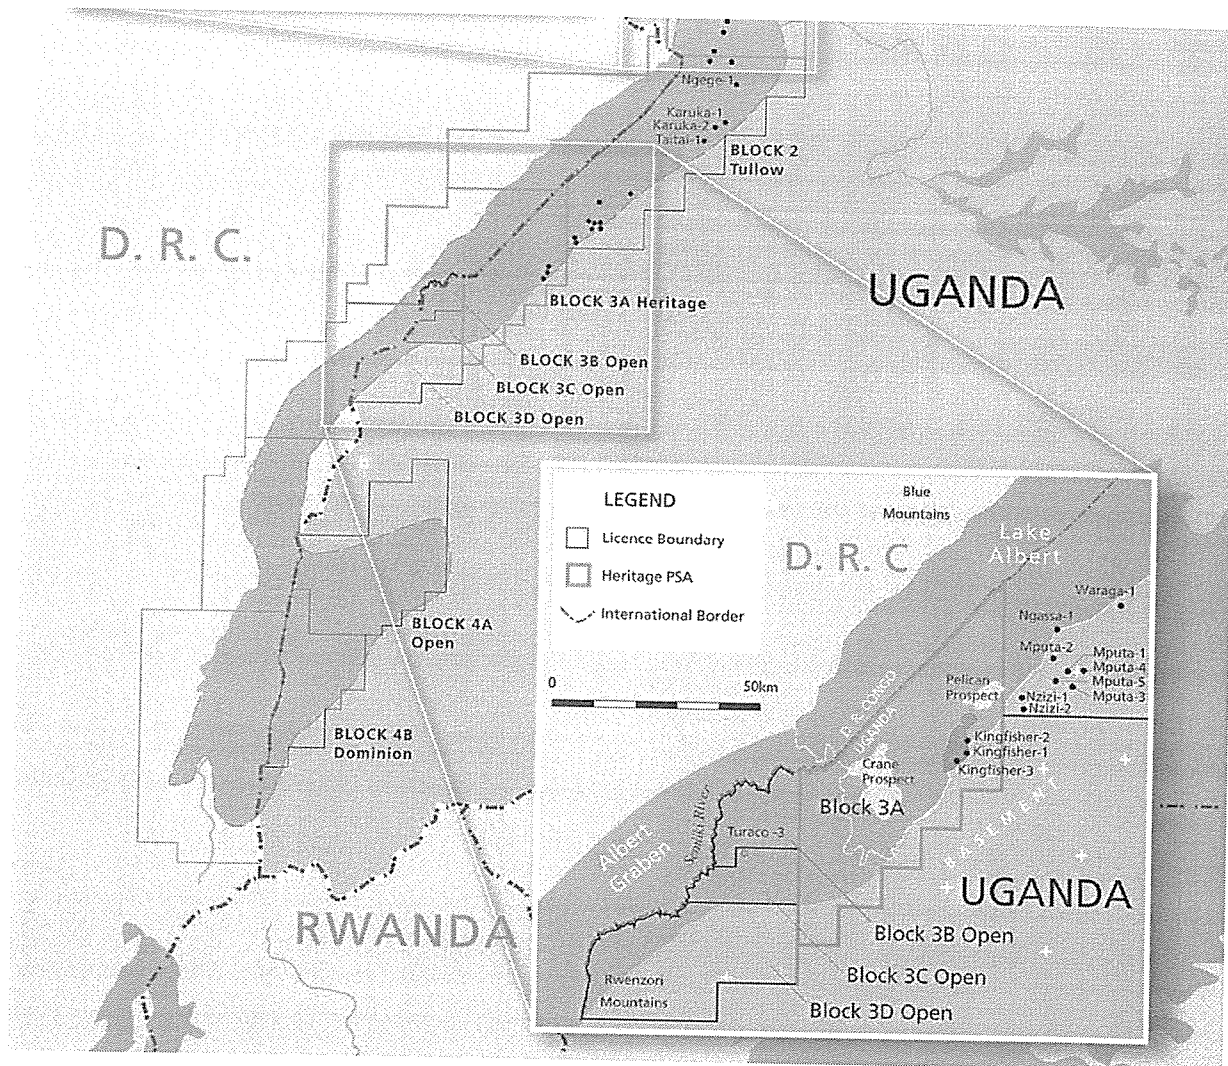 Ngege-1
Karuka-1
Karuka-2
Taitai-1
BLOCK 2
Tullow
D. R. C.
UGANDA
BLOCK 3A Heritage
BLOCK 3B Open
BLOCK 3C Open
BLOCK 3D Open
BLOCK 4A
Open
BLOCK 4B
Dominion
RWANDA
LEGEND
Licence Boundary
Heritage PSA
International Border
0
50km
Blue
Mountains
D. R. C
Lake
Albert
Waraga-1
Ngassa-1
Mputa-2
Mputa-1
Mputa-4
Mputa-5
Mputa-3
Pelican
Prospect
Nzizi-1
Nzizi-2
D. R. CONGO
UGANDA
Kingfisher-2
Kingfisher-1
Kingfisher-3
Crane
Prospect
Block 3A
Semliki River
Turaco -3
Albert
Graben
BASEMENT
UGANDA
Block 3B Open
Block 3C Open
Rwenzori
Mountains
Block 3D Open